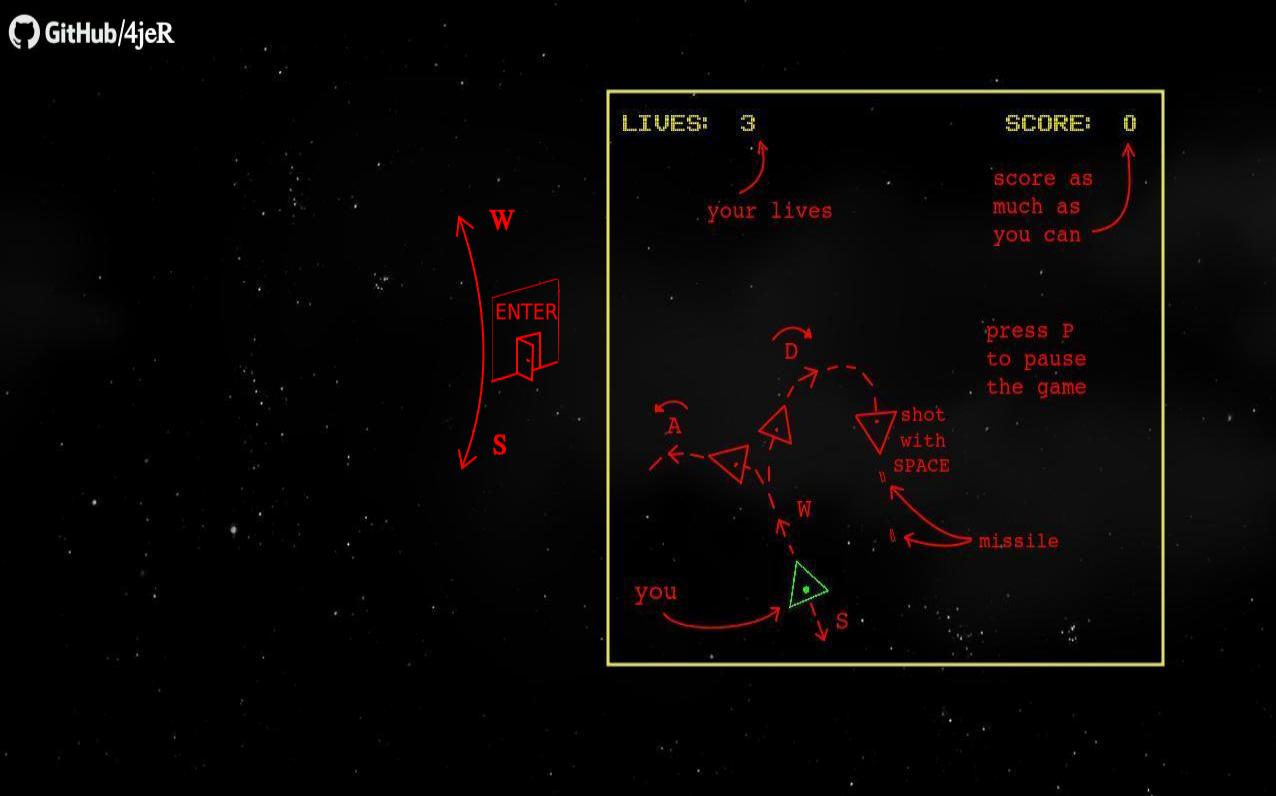 GitHub/4jeR
LIVES: 3
SCORE: 0
your lives
score as
much as
you can
W
ENTER
S
press P
to pause
the game
D
A
shot
with
SPACE
W
missile
you
S